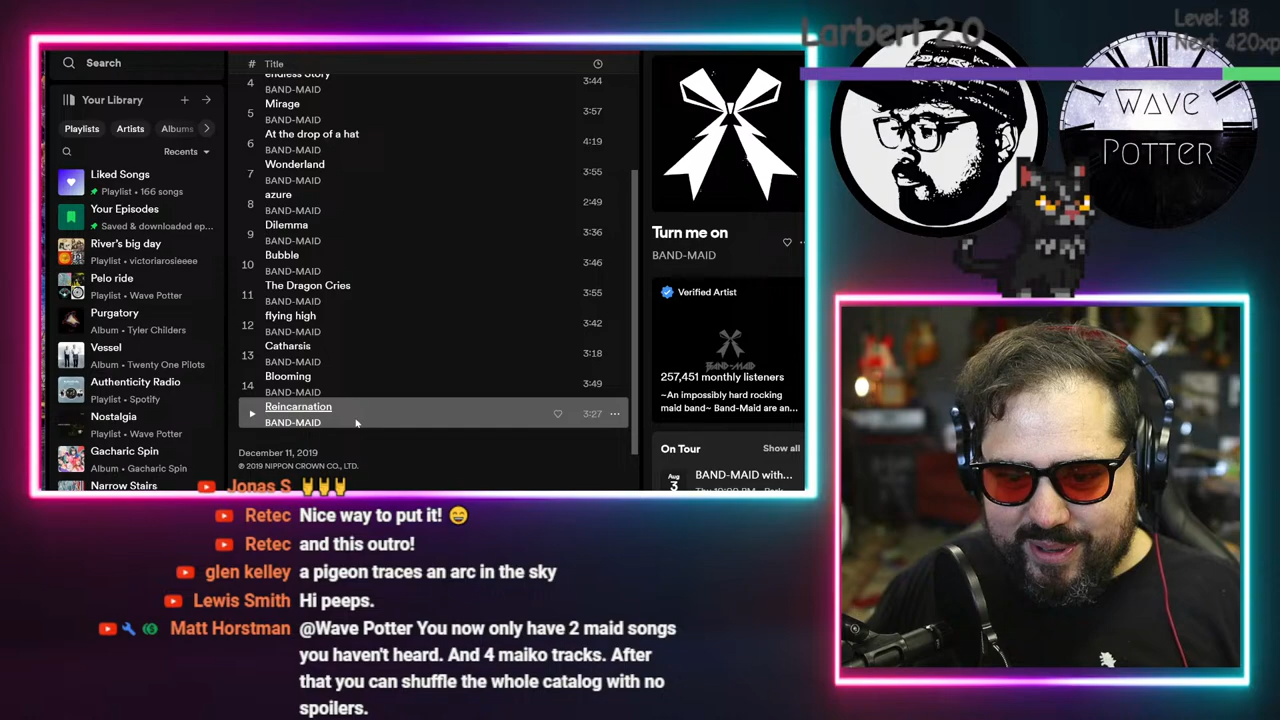 Larbert 2.0
Level: 18
Next: 420xp
Search
Your Library
Playlists Artists Albums
Recents
Liked Songs
Playlist • 166 songs
Your Episodes
Saved & downloaded ep...
River's big day
Playlist • victoriarosieeee
Pelo ride
Playlist • Wave Potter
Purgatory
Album • Tyler Childers
Vessel
Album • Twenty One Pilots
Authenticity Radio
Playlist • Spotify
Nostalgia
Playlist • Wave Potter
Gacharic Spin
Album • Gacharic Spin
Narrow Stairs
# Title
4 endless Story 3:44
BAND-MAID
5 Mirage 3:57
BAND-MAID
6 At the drop of a hat 4:19
BAND-MAID
7 Wonderland 3:55
BAND-MAID
8 azure 2:49
BAND-MAID
9 Dilemma 3:36
BAND-MAID
10 Bubble 3:46
BAND-MAID
11 The Dragon Cries 3:55
BAND-MAID
12 flying high 3:42
BAND-MAID
13 Catharsis 3:18
BAND-MAID
14 Blooming 3:49
BAND-MAID
Reincarnation 3:27
BAND-MAID
December 11, 2019
℗ 2019 NIPPON CROWN CO., LTD.
Turn me on
BAND-MAID
Verified Artist
BAND-MAID
257,451 monthly listeners
~An impossibly hard rocking
maid band~ Band-Maid are an...
On Tour Show all
Aug
3
BAND-MAID with...
WAVE
POTTER
Jonas S 🤘🤘🤘
Retec Nice way to put it! 😄
Retec and this outro!
glen kelley a pigeon traces an arc in the sky
Lewis Smith Hi peeps.
Matt Horstman @Wave Potter You now only have 2 maid songs
you haven't heard. And 4 maiko tracks. After
that you can shuffle the whole catalog with no
spoilers.